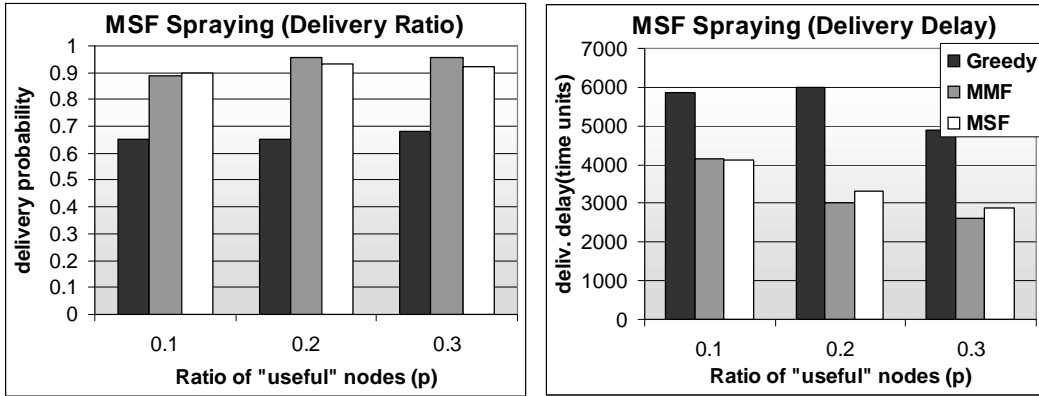 MSF Spraying (Delivery Ratio)
1
0.9
0.8
0.7
0.6
0.5
0.4
0.3
0.2
0.1
0
delivery probability
0.1 0.2 0.3
Ratio of "useful" nodes (p)
MSF Spraying (Delivery Delay)
7000
6000
5000
4000
3000
2000
1000
0
deliv. delay(time units)
Greedy
MMF
MSF
0.1 0.2 0.3
Ratio of "useful" nodes (p)